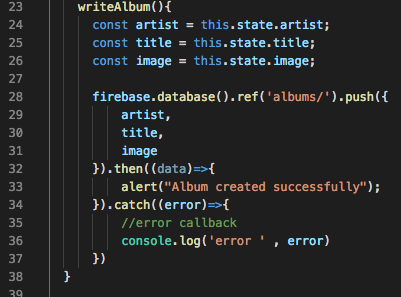 23 writeAlbum(){
24 const artist = this.state.artist;
25 const title = this.state.title;
26 const image = this.state.image;
27
28 firebase.database().ref('albums/').push({
29 artist,
30 title,
31 image
32 }).then((data)=>{
33 alert("Album created successfully");
34 }).catch((error)=>{
35 //error callback
36 console.log('error ' , error)
37 })
38 }
39